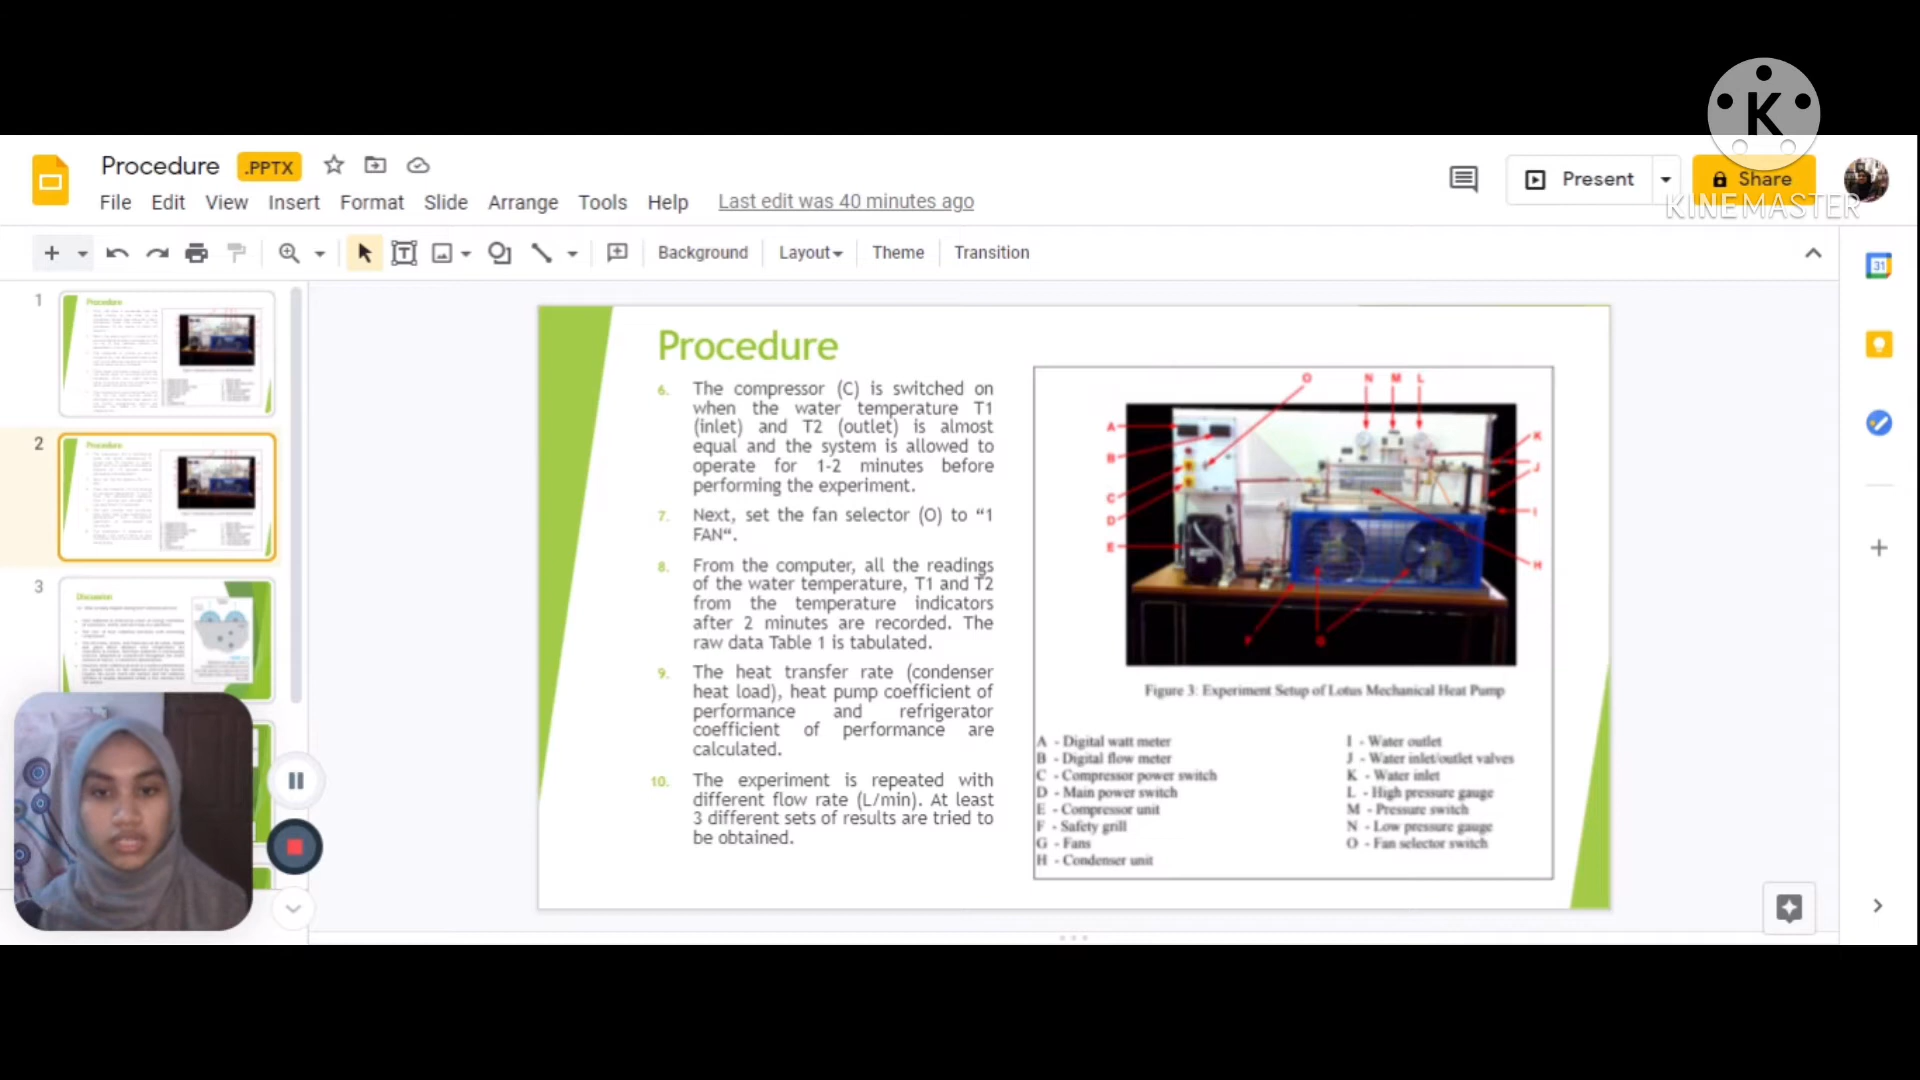 K
KINEMASTER
Procedure .PPTX
File Edit View Insert Format Slide Arrange Tools Help Last edit was 40 minutes ago
Present
Share
Background Layout Theme Transition
31
1
Procedure
2
Procedure
3
Discussion
Procedure
6. The compressor (C) is switched on
when the water temperature T1
(inlet) and T2 (outlet) is almost
equal and the system is allowed to
operate for 1-2 minutes before
performing the experiment.
7. Next, set the fan selector (O) to "1
FAN".
8. From the computer, all the readings
of the water temperature, T1 and T2
from the temperature indicators
after 2 minutes are recorded. The
raw data Table 1 is tabulated.
9. The heat transfer rate (condenser
heat load), heat pump coefficient of
performance and refrigerator
coefficient of performance are
calculated.
10. The experiment is repeated with
different flow rate (L/min). At least
3 different sets of results are tried to
be obtained.
O N M L
A
B
C
D
E
K
J
I
H
F
G
Figure 3: Experiment Setup of Lotus Mechanical Heat Pump
A - Digital watt meter
B - Digital flow meter
C - Compressor power switch
D - Main power switch
E - Compressor unit
F - Safety grill
G - Fans
H - Condenser unit
I - Water outlet
J - Water inlet/outlet valves
K - Water inlet
L - High pressure gauge
M - Pressure switch
N - Low pressure gauge
O - Fan selector switch